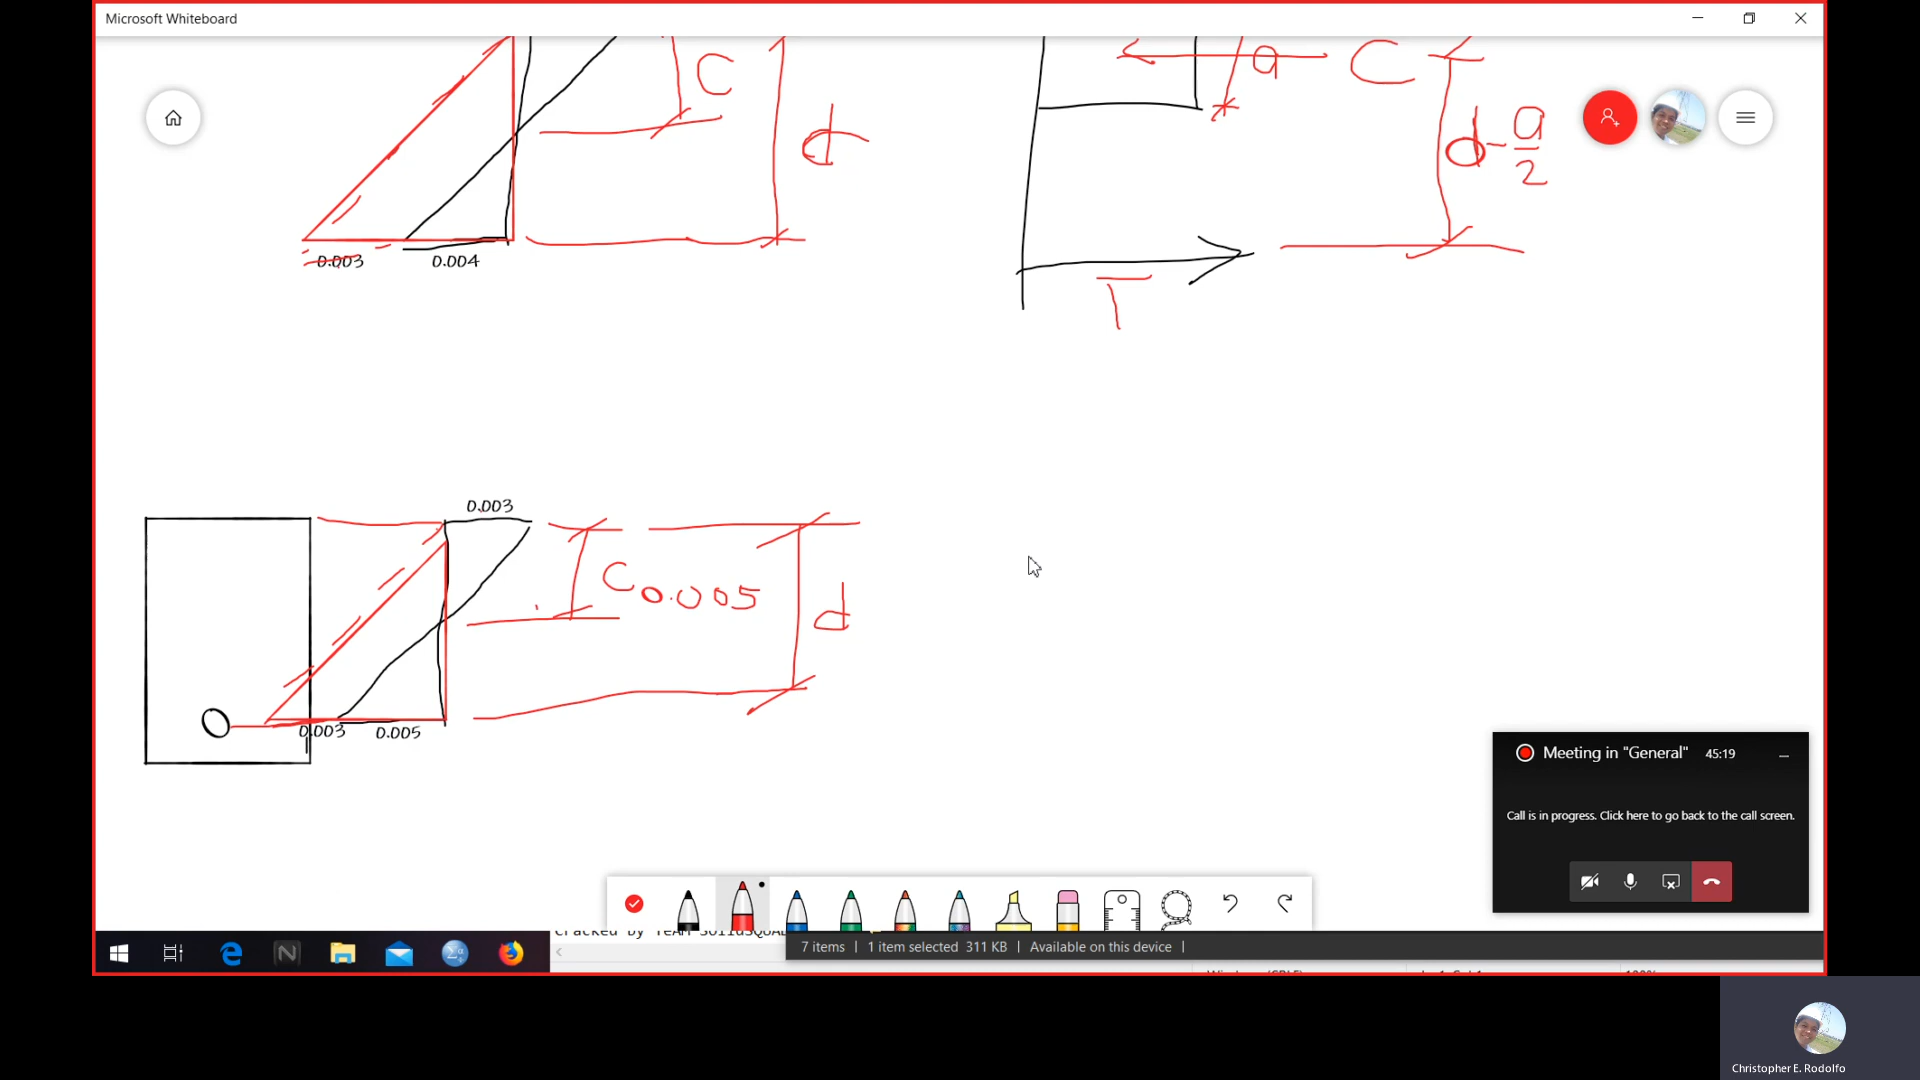 Microsoft Whiteboard
C
d
a
C
d-a/2
0.003 0.004
T
0.003
C0.005
d
0.003 0.005
Meeting in "General" 45:19
Call is in progress. Click here to go back to the call screen.
7 items | 1 item selected 311 KB | Available on this device |
Christopher E. Rodolfo